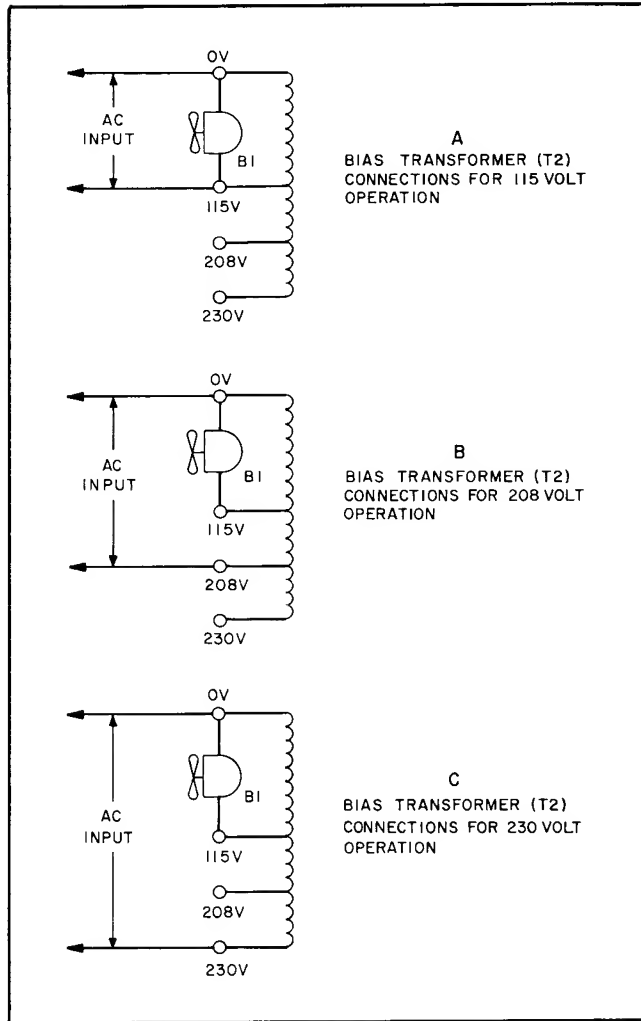 0V
AC
INPUT
B1
115V
208V
230V
A
BIAS TRANSFORMER (T2)
CONNECTIONS FOR 115 VOLT
OPERATION
0V
AC
INPUT
B1
115V
208V
230V
B
BIAS TRANSFORMER (T2)
CONNECTIONS FOR 208 VOLT
OPERATION
0V
AC
INPUT
B1
115V
208V
230V
C
BIAS TRANSFORMER (T2)
CONNECTIONS FOR 230 VOLT
OPERATION